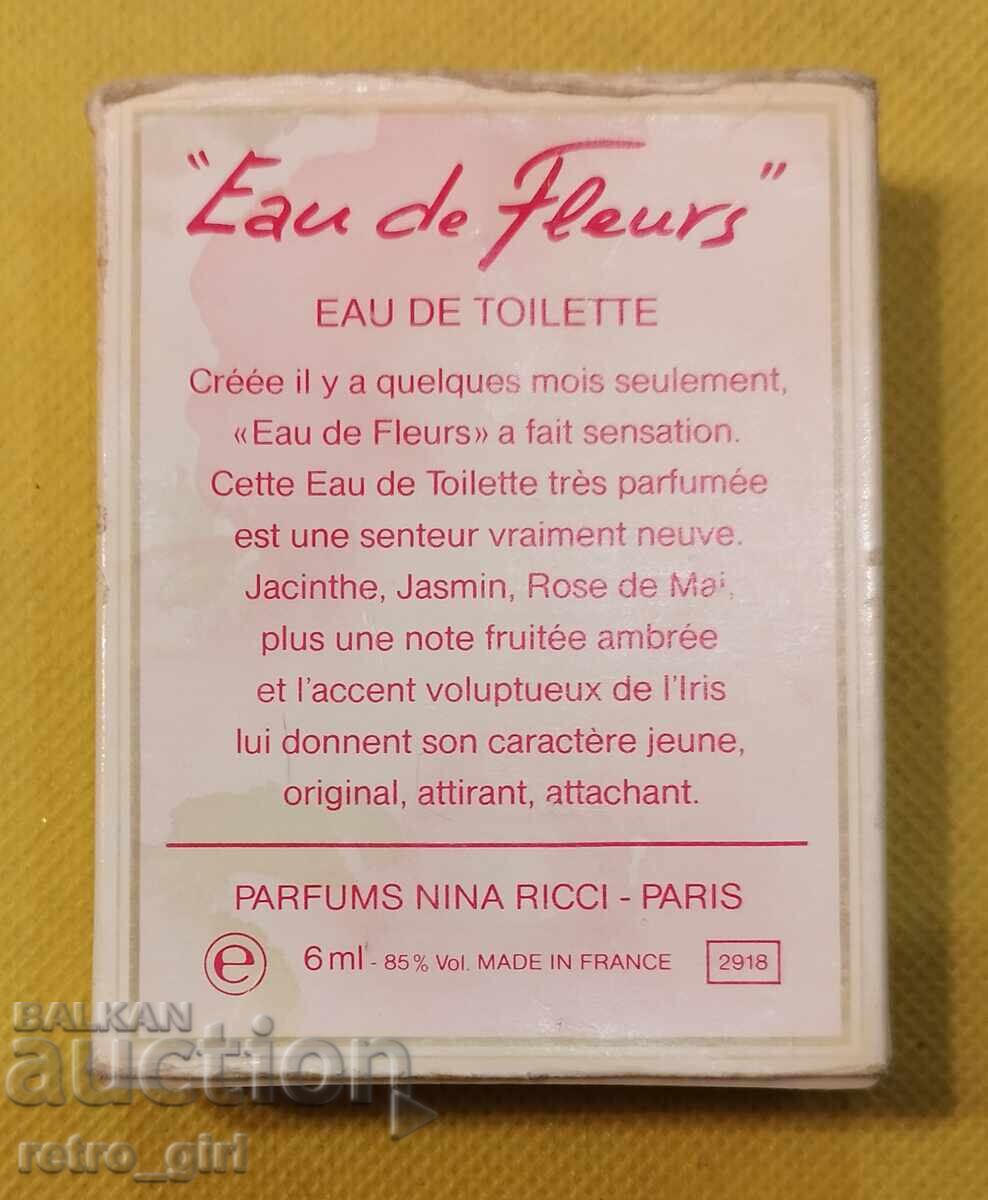 "Eau de Fleurs"
EAU DE TOILETTE
Créée il y a quelques mois seulement,
«Eau de Fleurs» a fait sensation.
Cette Eau de Toilette très parfumée
est une senteur vraiment neuve.
Jacinthe, Jasmin, Rose de Mai,
plus une note fruitée ambrée
et l'accent voluptueux de l'Iris
lui donnent son caractère jeune,
original, attirant, attachant.
PARFUMS NINA RICCI - PARIS
e 6 ml - 85% Vol. MADE IN FRANCE 2918
BALKAN
auction
retro_girl